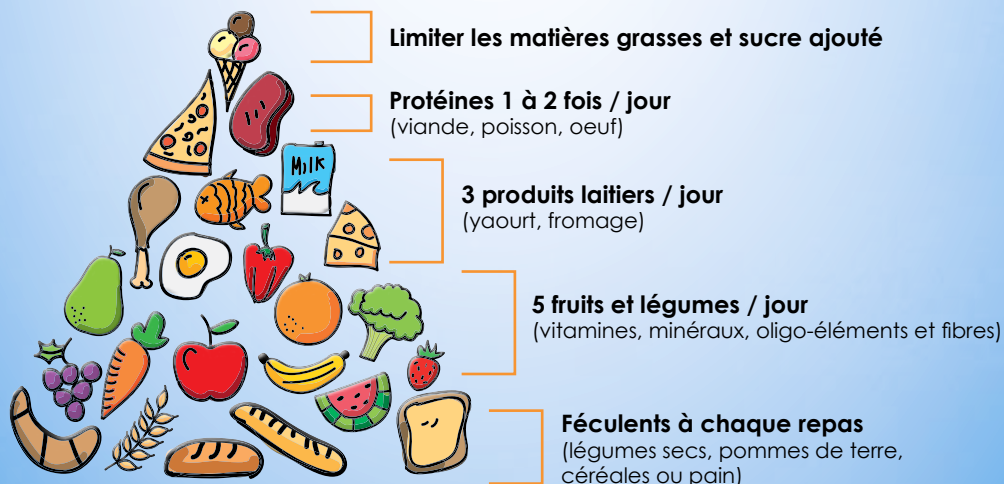 Limiter les matières grasses et sucre ajouté
Protéines 1 à 2 fois / jour
(viande, poisson, oeuf)
MilK
3 produits laitiers / jour
(yaourt, fromage)
5 fruits et légumes / jour
(vitamines, minéraux, oligo-éléments et fibres)
Féculents à chaque repas
(légumes secs, pommes de terre,
céréales ou pain)